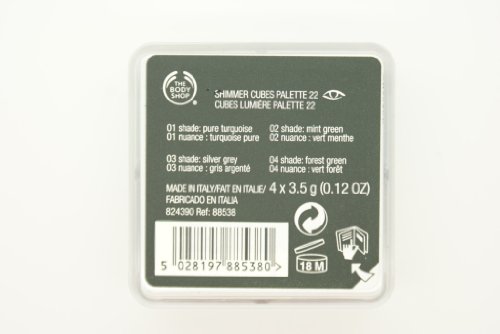 THE
BODY
SHOP
SHIMMER CUBES PALETTE 22
CUBES LUMIÈRE PALETTE 22
01 shade: pure turquoise
01 nuance : turquoise pure
02 shade: mint green
02 nuance : vert menthe
03 shade: silver grey
03 nuance : gris argenté
04 shade: forest green
04 nuance : vert forêt
MADE IN ITALY/FAIT EN ITALIE/
FABRICADO EN ITALIA
4 x 3.5 g (0.12 OZ)
824390 Ref: 88538
18 M
5 028197 885380 >